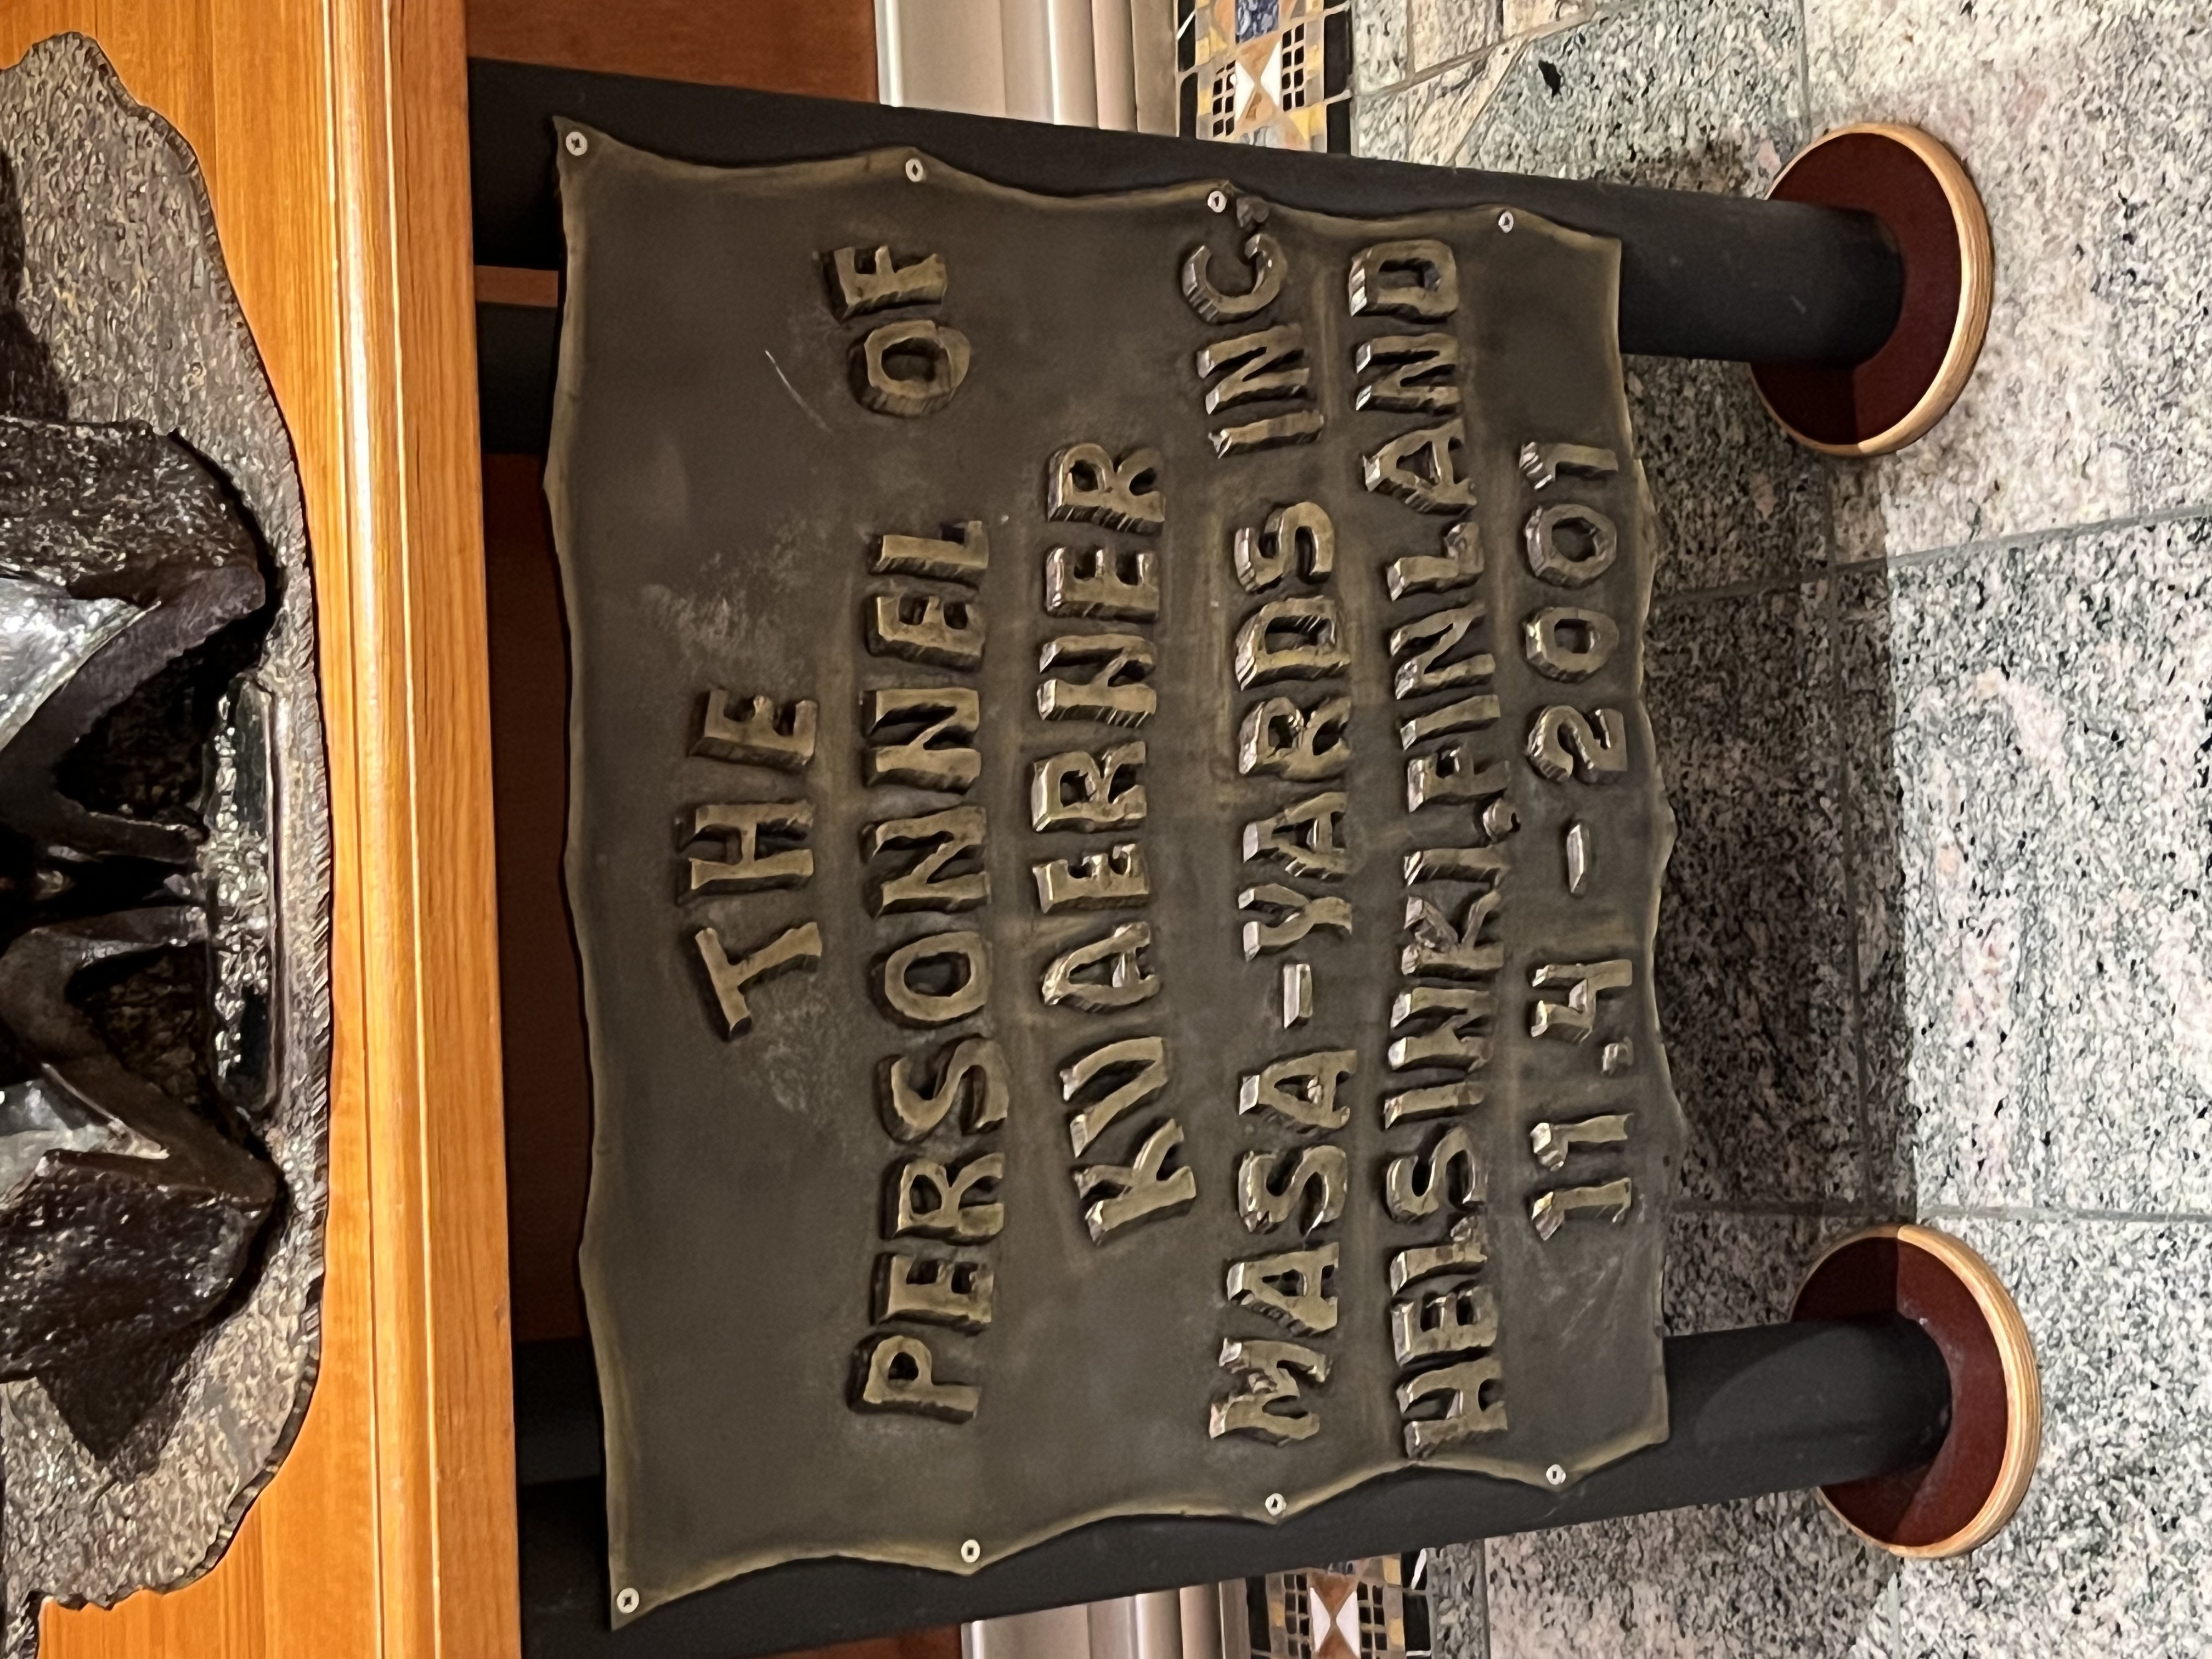 THE
PERSONNEL OF
KVAERNER
MASA-YARDS INC,
HELSINKI,FINLAND
11.4-2001